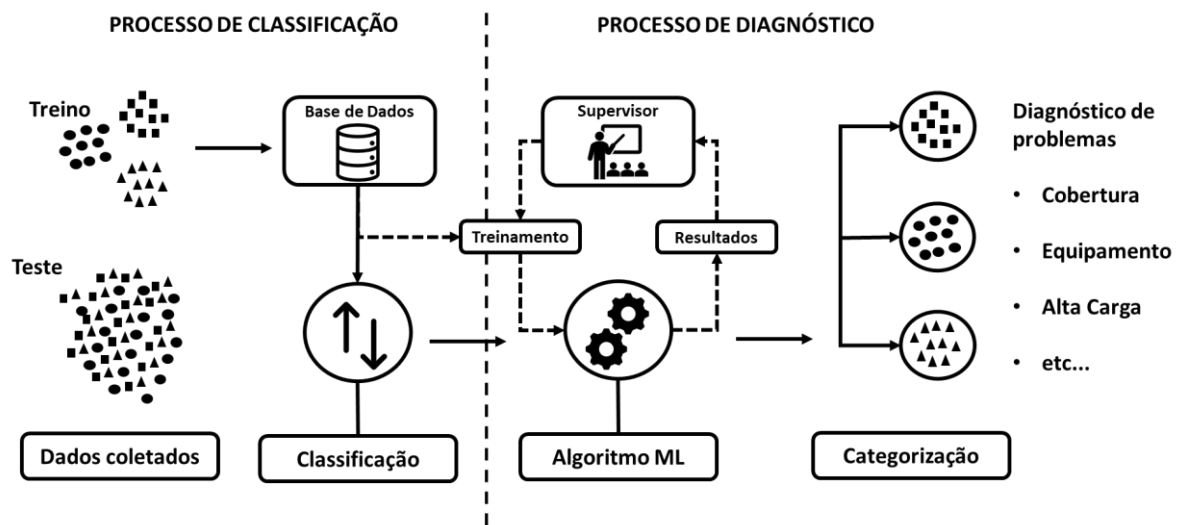 PROCESSO DE CLASSIFICAÇÃO
PROCESSO DE DIAGNÓSTICO
Treino
Base de Dados
Supervisor
Diagnóstico de
problemas
• Cobertura
Treinamento
Resultados
• Equipamento
Teste
• Alta Carga
• etc...
Dados coletados
Classificação
Algoritmo ML
Categorização